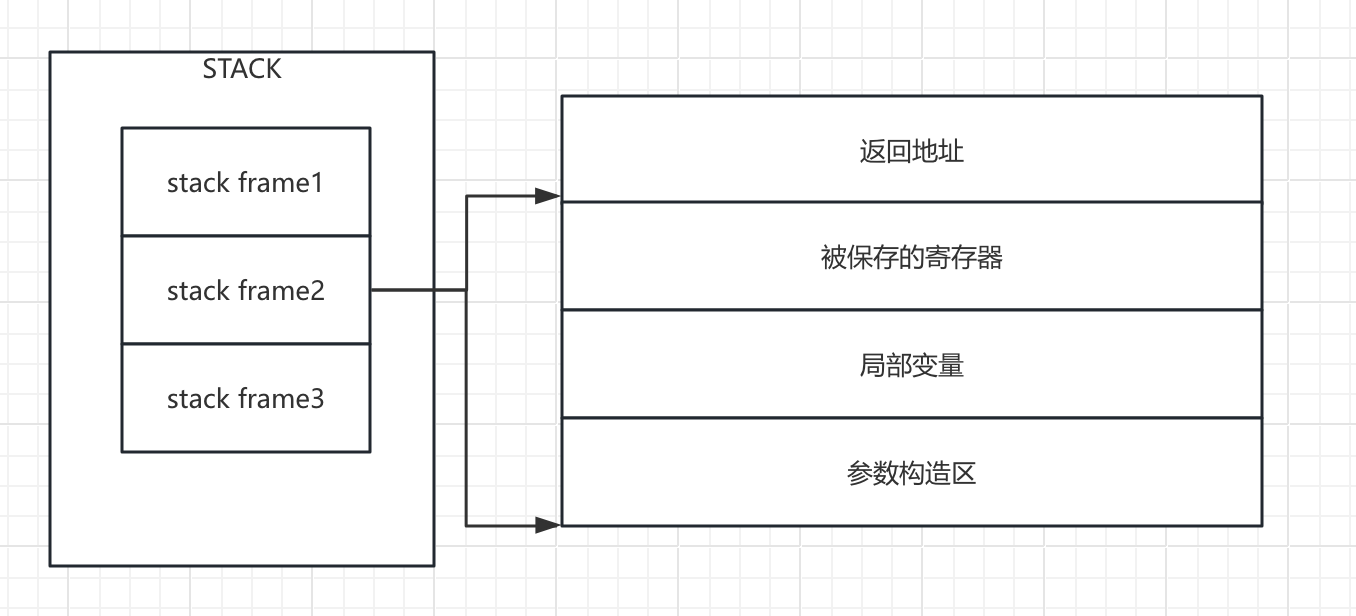 STACK
stack frame1
stack frame2
stack frame3
返回地址
被保存的寄存器
局部变量
参数构造区